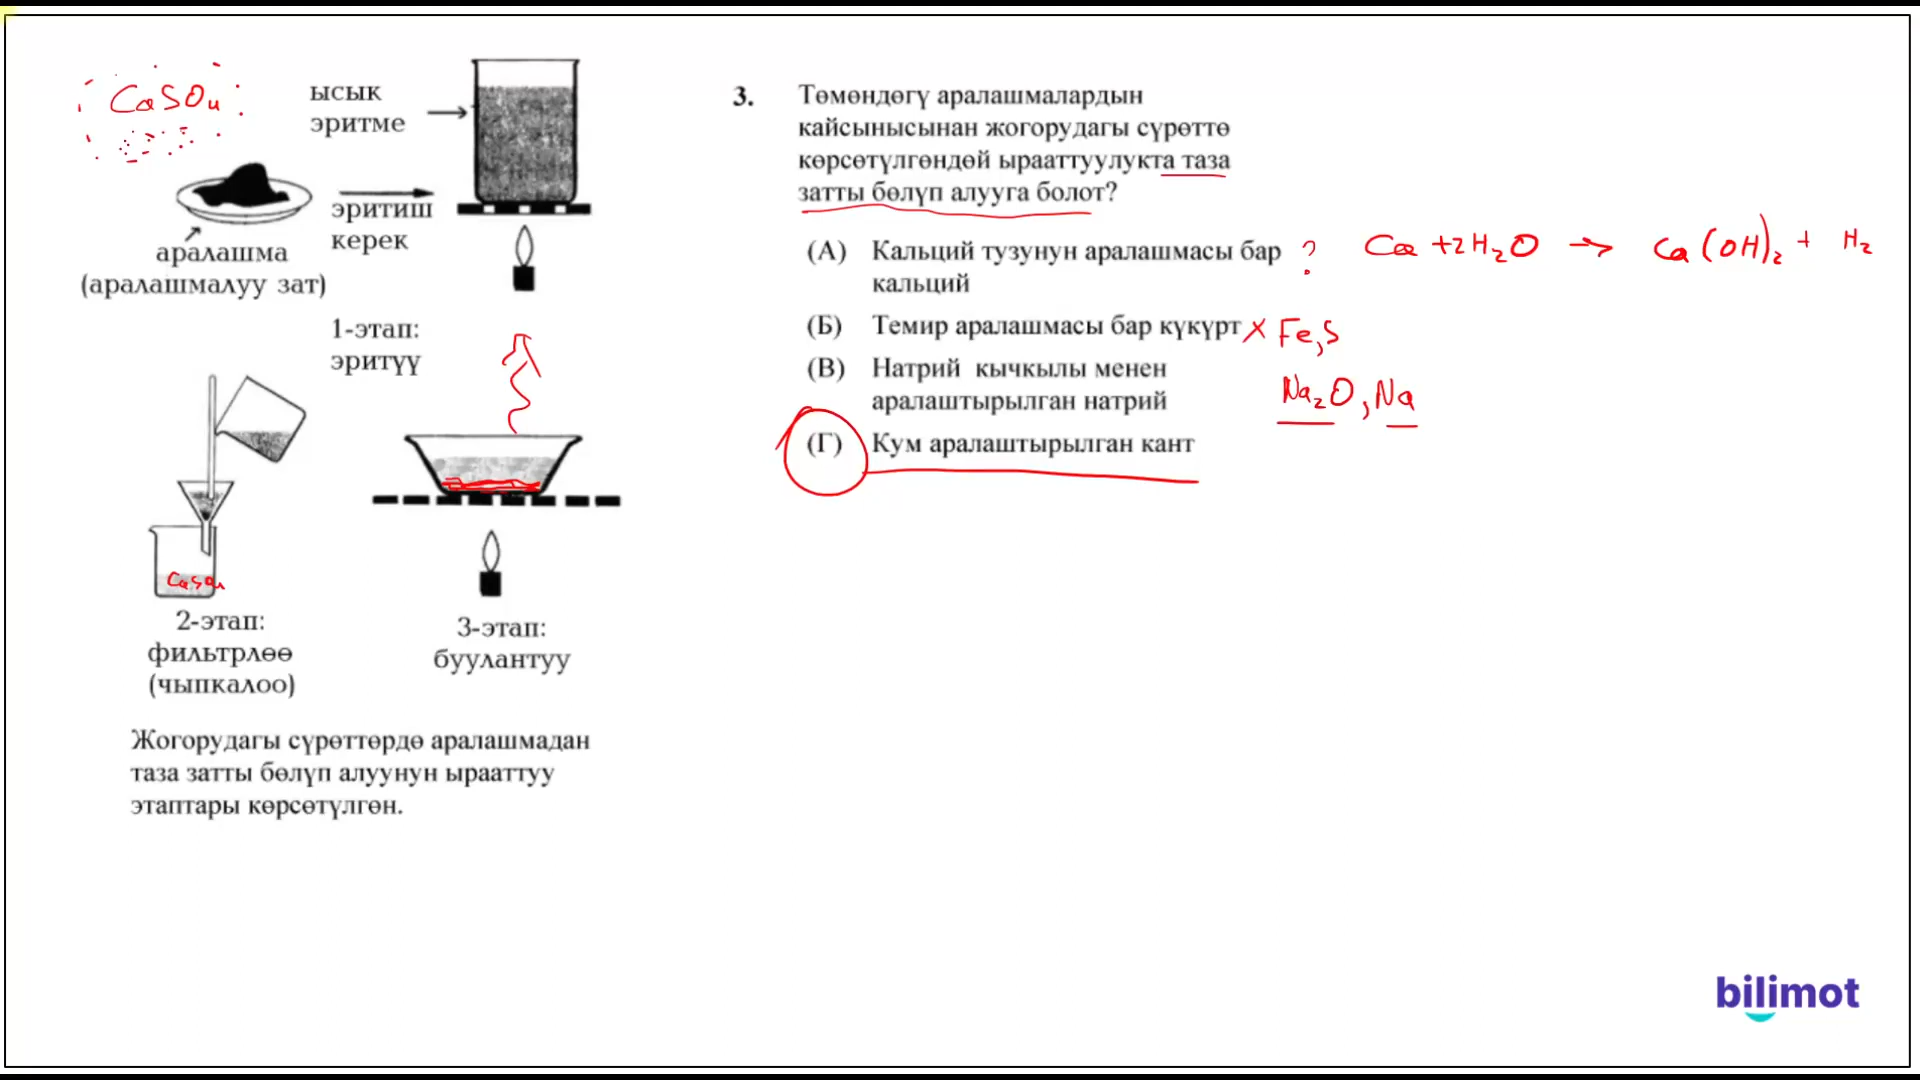 CaSO₄
ысык
эритме
эритиш
керек
аралашма
(аралашмалуу зат)
1-этап:
эритүү
CaSO₄
2-этап:
фильтрлөө
(чыпкалоо)
3-этап:
буулантуу
Жогорудагы сүрөттөрдө аралашмадан
таза затты бөлүп алуунун ырааттуу
этаптары көрсөтүлгөн.
3. Төмөндөгү аралашмалардын
кайсынысынан жогорудагы сүрөттө
көрсөтүлгөндөй ырааттуулукта таза
затты бөлүп алууга болот?
(А) Кальций тузунун аралашмасы бар ? Ca + 2H₂O → Ca(OH)₂ + H₂
кальций
(Б) Темир аралашмасы бар күкүрт × Fe, S
(В) Натрий кычкылы менен
аралаштырылган натрий Na₂O, Na
(Г) Кум аралаштырылган кант
bilimot